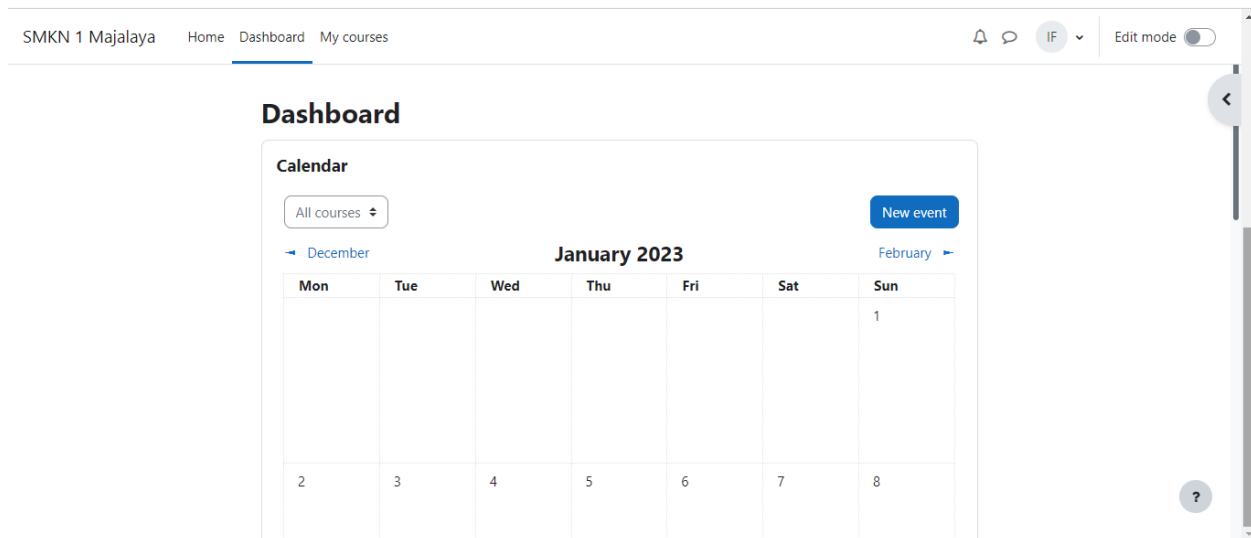 SMKN 1 Majalaya Home Dashboard My courses IF Edit mode
Dashboard
Calendar
All courses New event
December January 2023 February
Mon Tue Wed Thu Fri Sat Sun
1
2 3 4 5 6 7 8
?